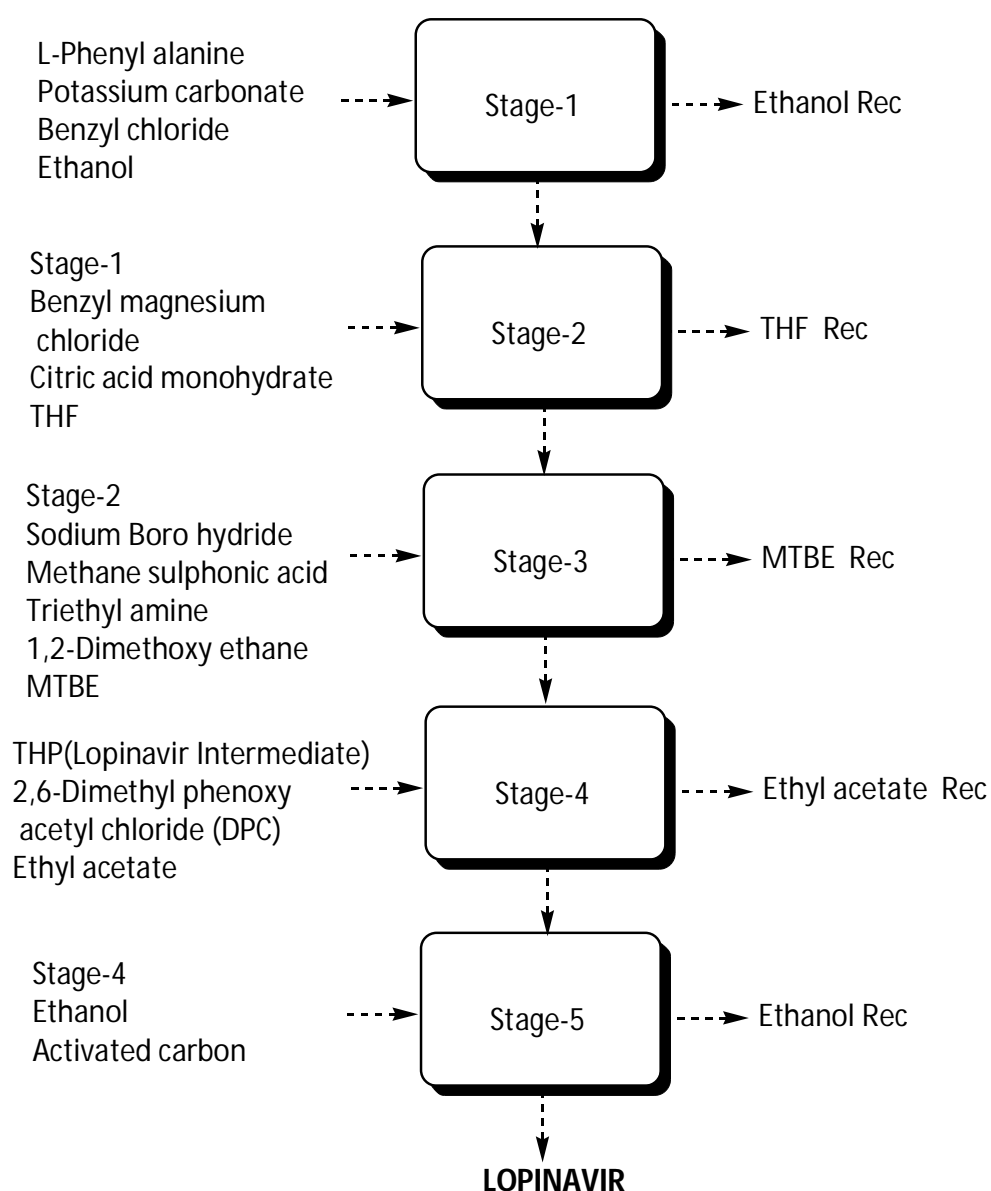 L-Phenyl alanine
Potassium carbonate
Benzyl chloride
Ethanol
Stage-1
Ethanol Rec
Stage-1
Benzyl magnesium
chloride
Citric acid monohydrate
THF
Stage-2
THF Rec
Stage-2
Sodium Boro hydride
Methane sulphonic acid
Triethyl amine
1,2-Dimethoxy ethane
MTBE
Stage-3
MTBE Rec
THP(Lopinavir Intermediate)
2,6-Dimethyl phenoxy
acetyl chloride (DPC)
Ethyl acetate
Stage-4
Ethyl acetate Rec
Stage-4
Ethanol
Activated carbon
Stage-5
Ethanol Rec
LOPINAVIR